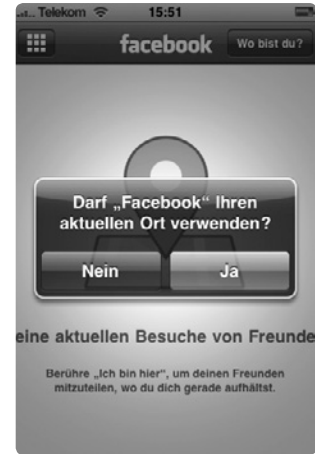 Telekom 15:51
facebook Wo bist du?
Darf „Facebook“ Ihren
aktuellen Ort verwenden?
Nein Ja
eine aktuellen Besuche von Freunde
Berühre „Ich bin hier“, um deinen Freunden
mitzuteilen, wo du dich gerade aufhältst.